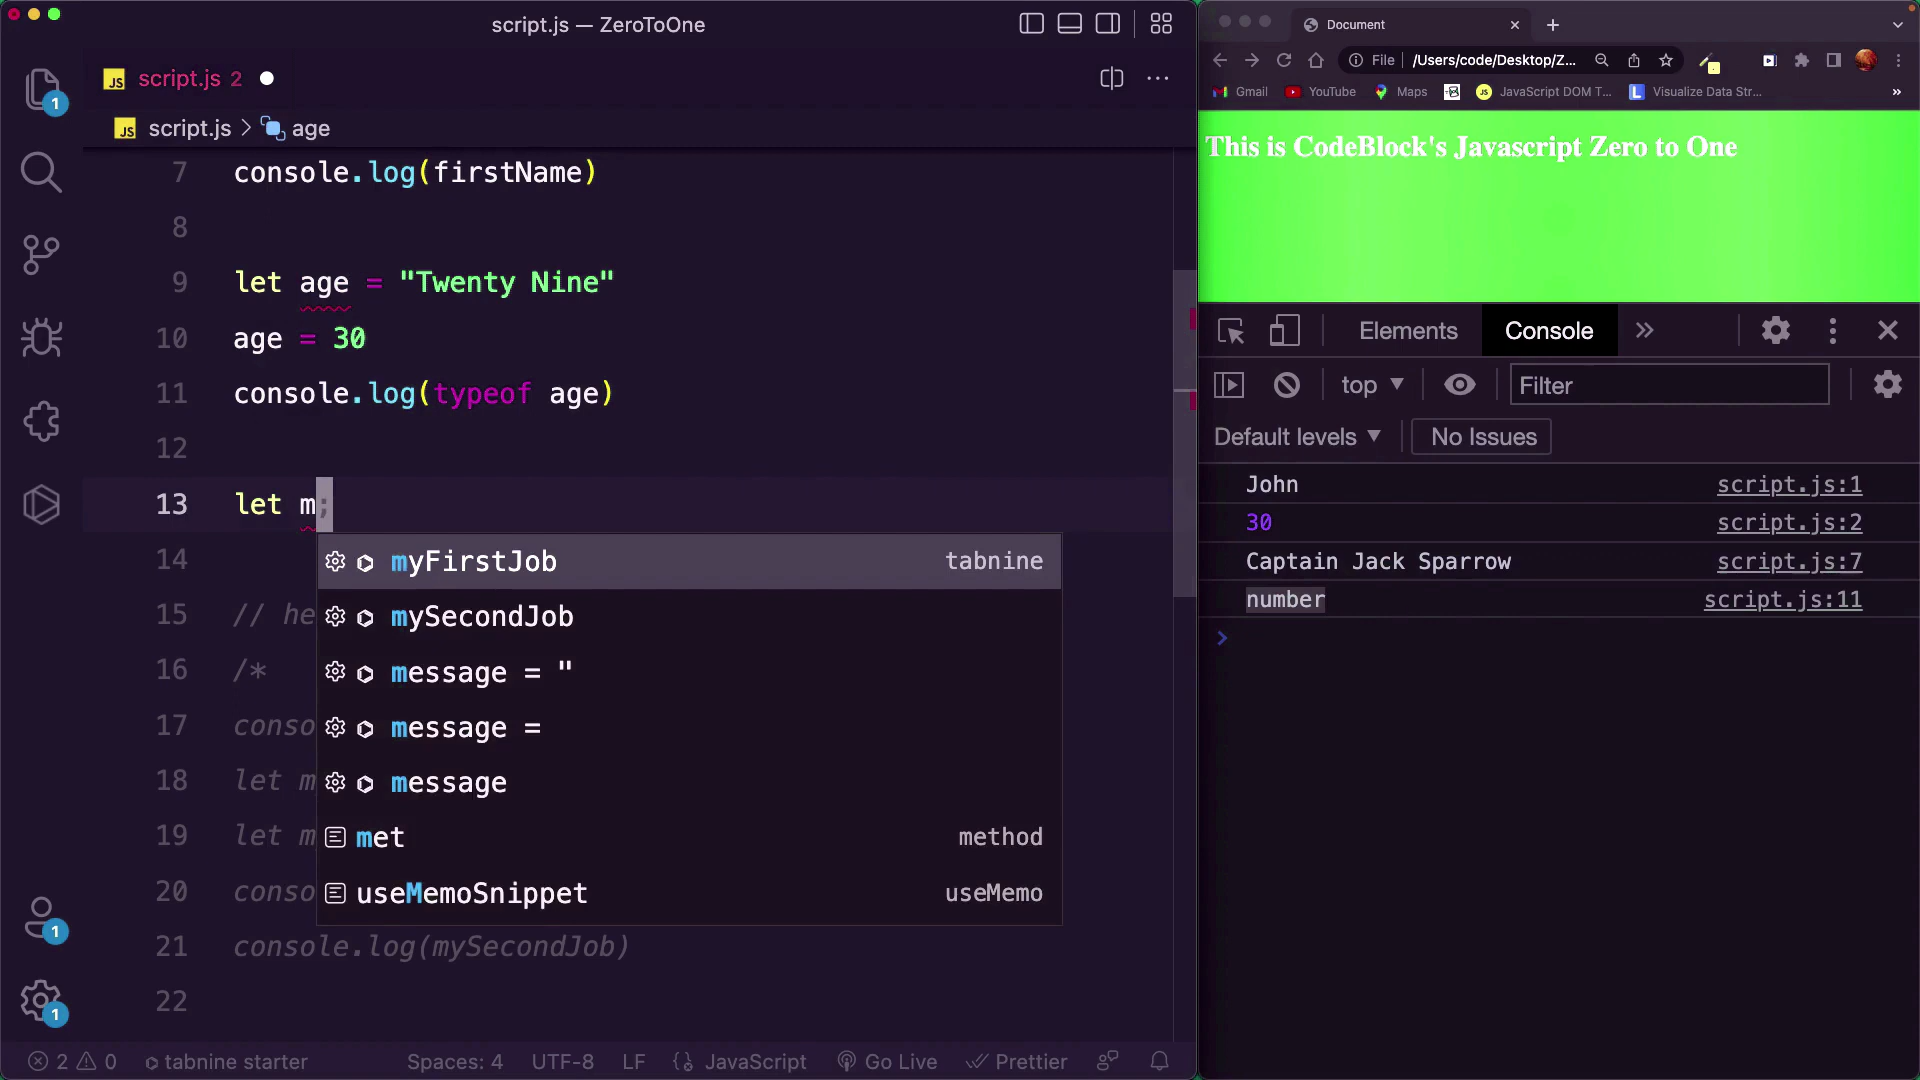 script.js — ZeroToOne
JS script.js 2
JS script.js > age
1
7 console.log(firstName)
8
9 let age = "Twenty Nine"
10 age = 30
11 console.log(typeof age)
12
13 let m;
14
15 // he
16 /*
17 conso
18 let m
19 let m
20 conso
21 console.log(mySecondJob)
22
myFirstJob tabnine
mySecondJob
message = "
message =
message
met method
useMemoSnippet useMemo
1
1
2 0 tabnine starter Spaces: 4 UTF-8 LF JavaScript Go Live Prettier
Document
File /Users/code/Desktop/Z...
Gmail YouTube Maps JS JavaScript DOM T... L Visualize Data Str... »
This is CodeBlock's Javascript Zero to One
Elements Console
top Filter
Default levels No Issues
John script.js:1
30 script.js:2
Captain Jack Sparrow script.js:7
number script.js:11
>